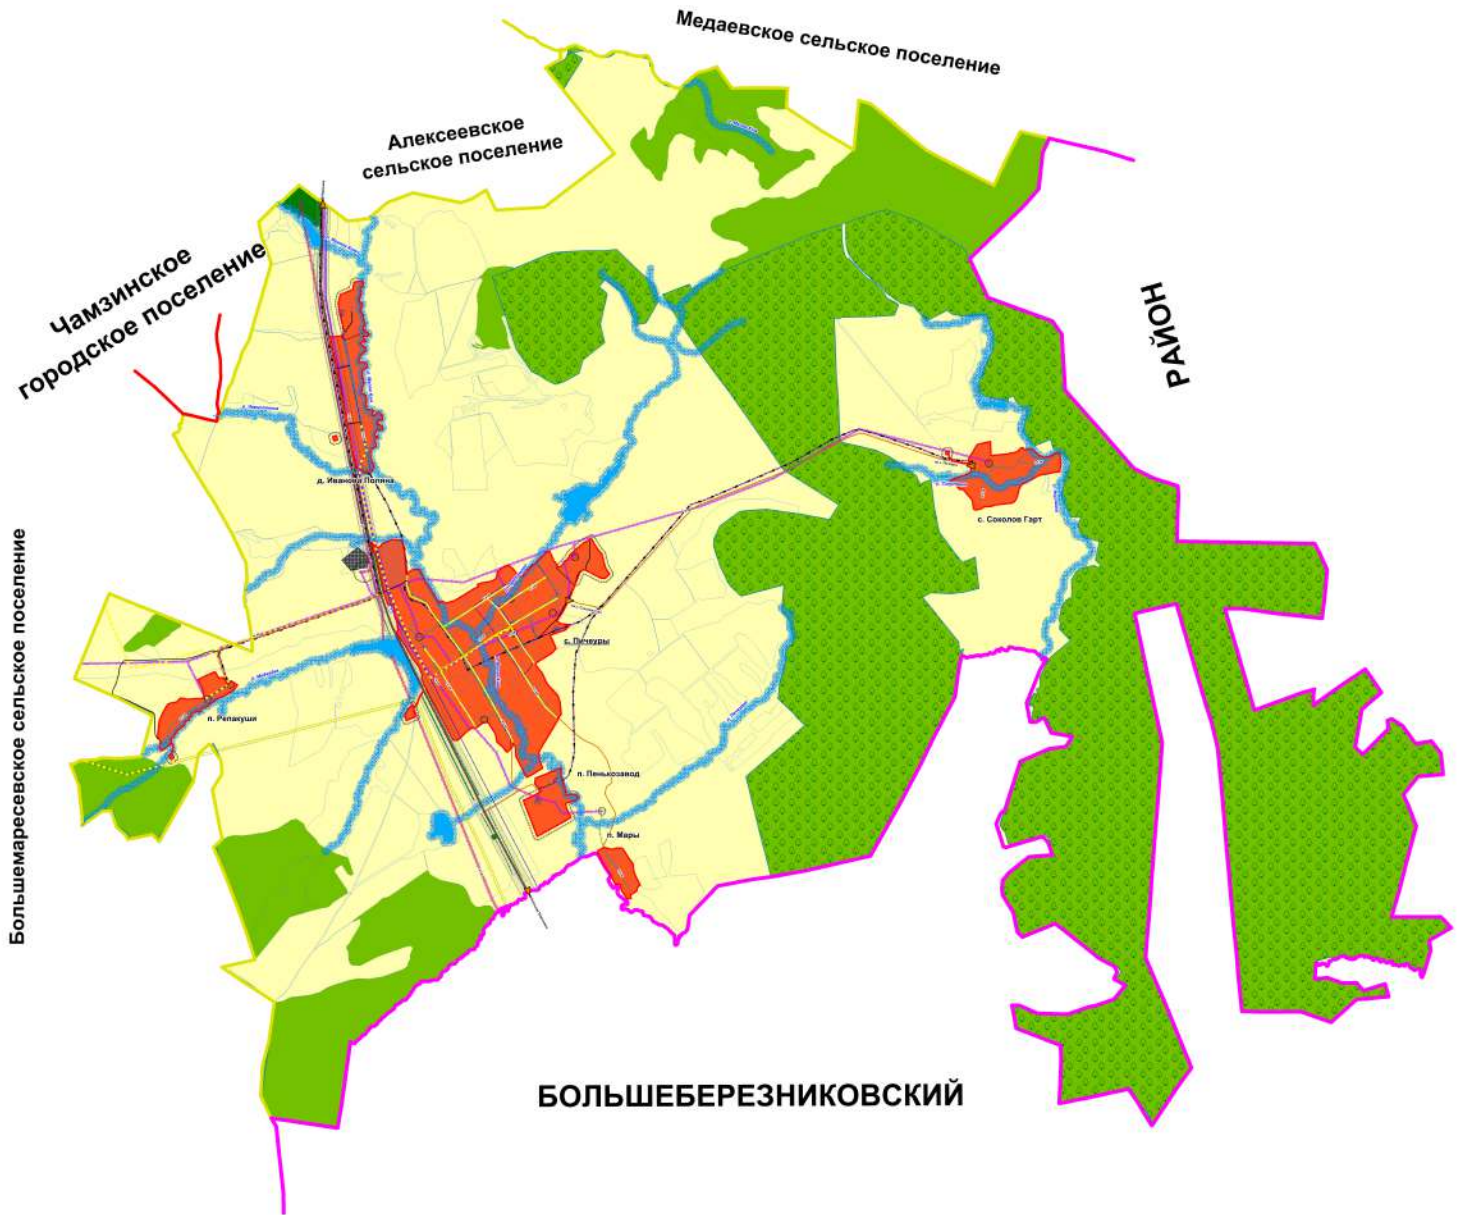 Медаевское сельское поселение
Алексеевское
сельское поселение
Чамзинское
городское поселение
РАЙОН
д. Иванова Поляна
с. Соколов Гарт
Большемаресевское сельское поселение
с. Пичеуры
п. Репакуши
п. Пенькозавод
п. Мары
БОЛЬШЕБЕРЕЗНИКОВСКИЙ